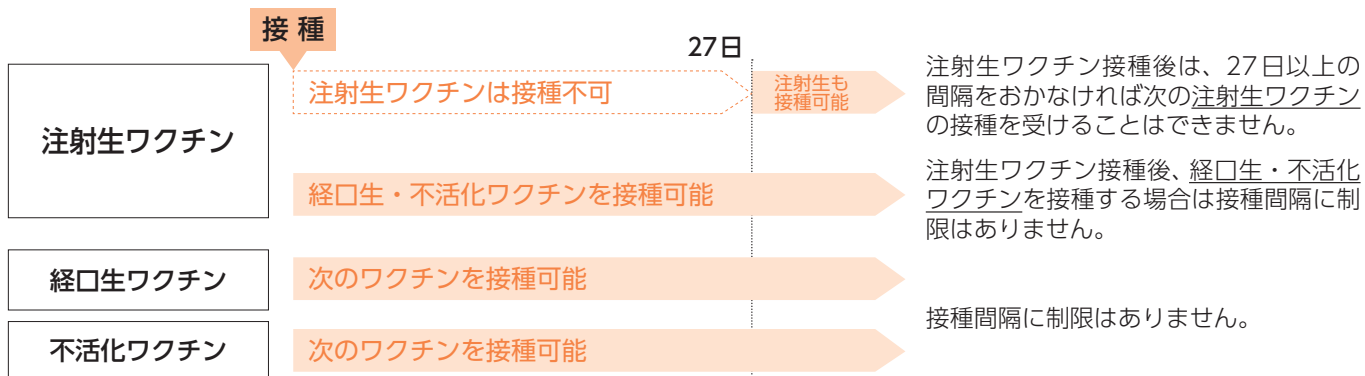 接種
27日
注射生ワクチン
注射生ワクチンは接種不可
注射生も
接種可能
注射生ワクチン接種後は、27日以上の
間隔をおかなければ次の注射生ワクチン
の接種を受けることはできません。
経口生・不活化ワクチンを接種可能
注射生ワクチン接種後、経口生・不活化
ワクチンを接種する場合は接種間隔に制
限はありません。
経口生ワクチン
次のワクチンを接種可能
接種間隔に制限はありません。
不活化ワクチン
次のワクチンを接種可能